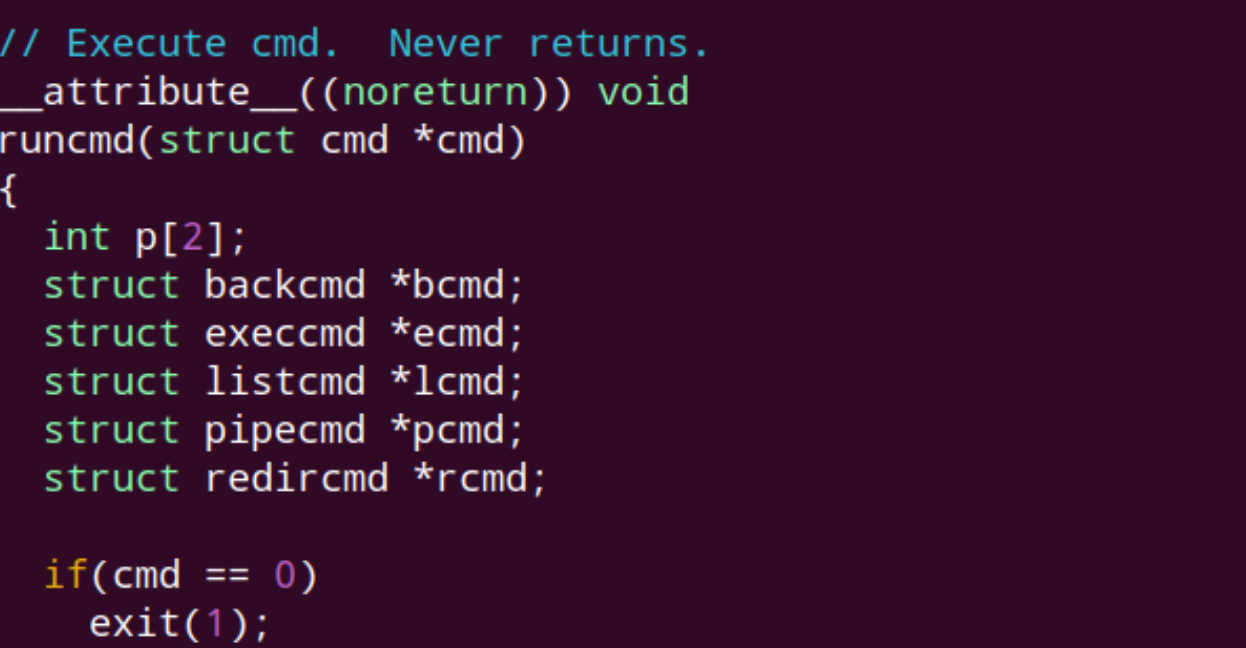 // Execute cmd.  Never returns.
__attribute__((noreturn)) void
runcmd(struct cmd *cmd)
{
  int p[2];
  struct backcmd *bcmd;
  struct execcmd *ecmd;
  struct listcmd *lcmd;
  struct pipecmd *pcmd;
  struct redircmd *rcmd;

  if(cmd == 0)
    exit(1);